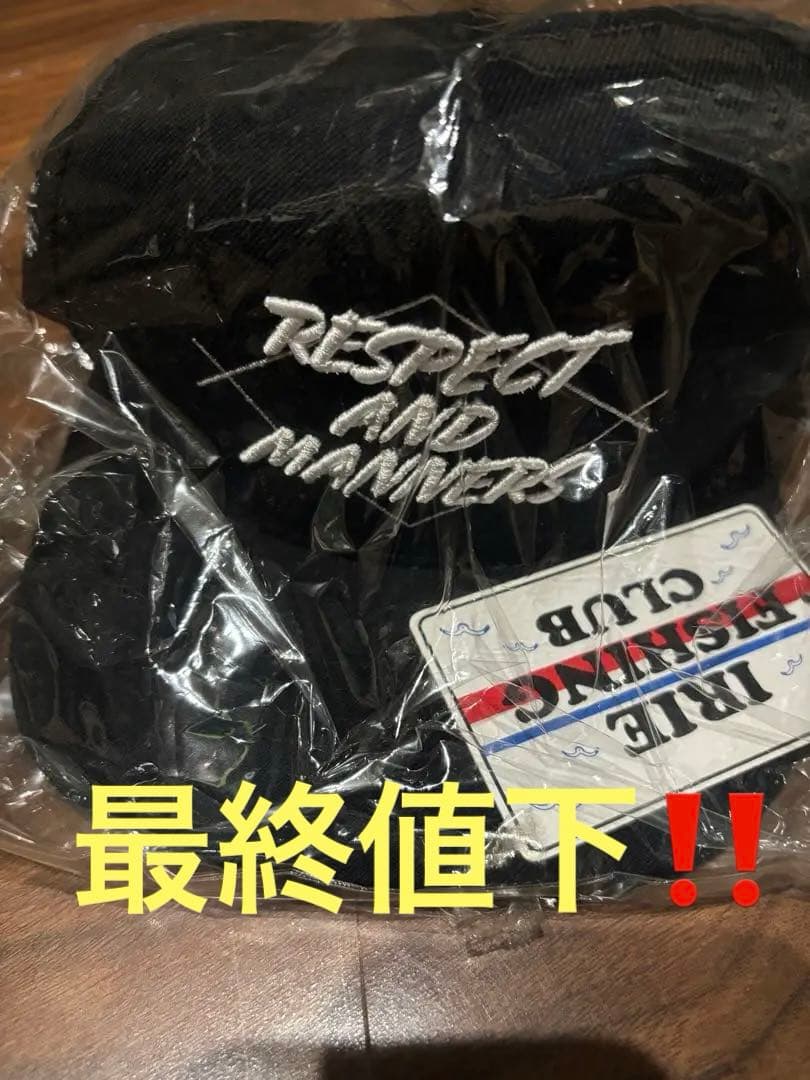 RESPECT
AND
MANNERS
IRIE
FISHING
CLUB
最終値下‼️